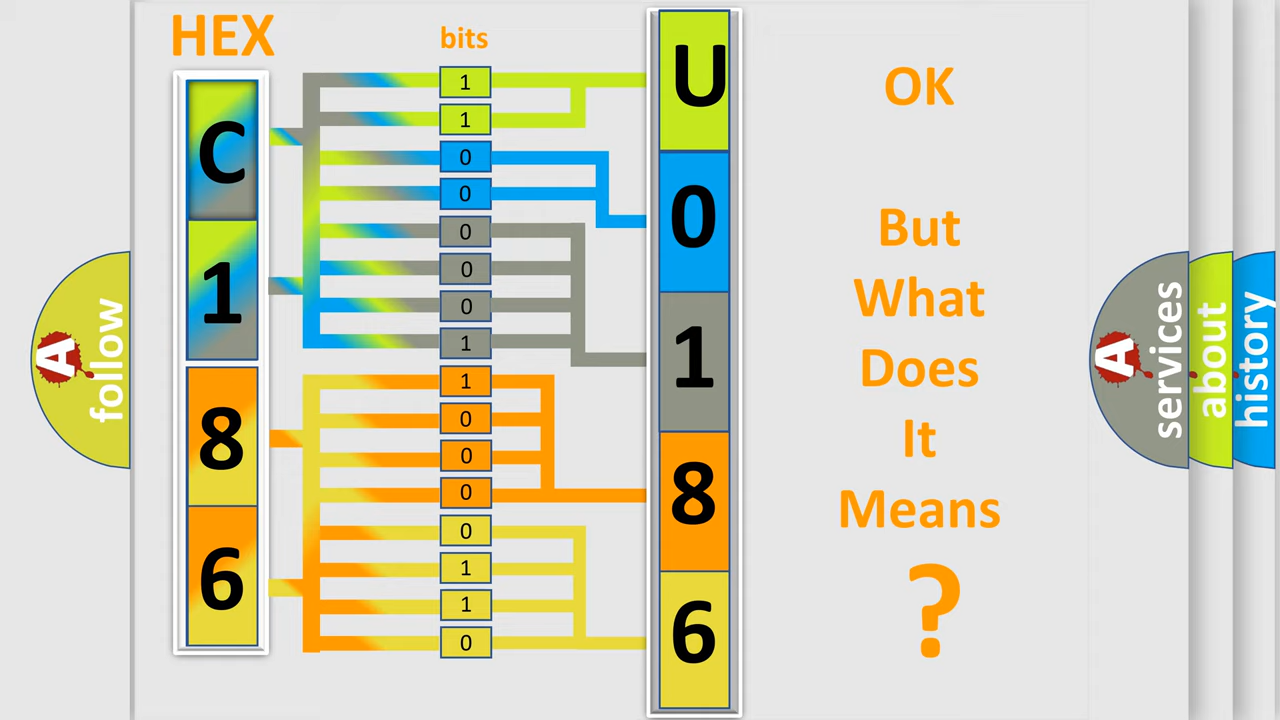 HEX
bits
C
1
8
6
1
1
0
0
0
0
0
1
1
0
0
0
0
1
1
0
U
0
1
8
6
OK
But
What
Does
It
Means
?
A
follow
A
services
about
history